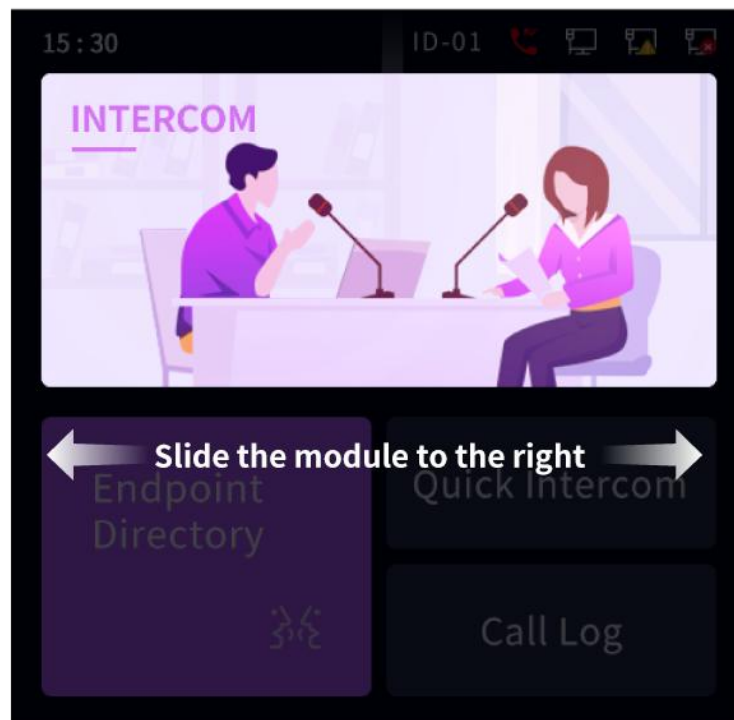 15:30
ID-01
INTERCOM
Slide the module to the right
Endpoint
Directory
Quick Intercom
Call Log